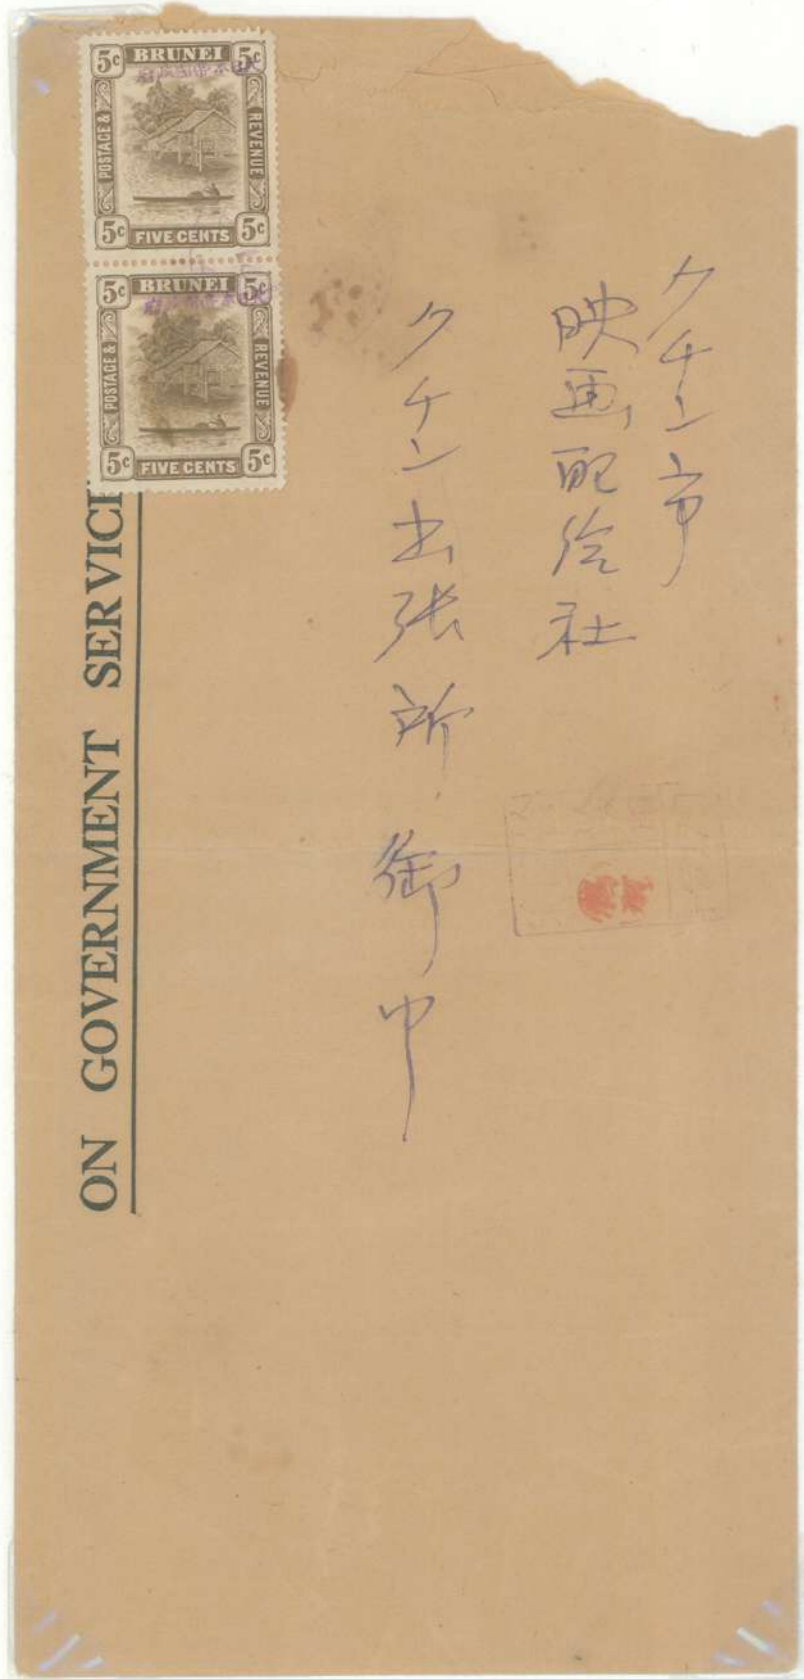 5c BRUNEI 5c
POSTAGE & REVENUE
5c FIVE CENTS 5c
5c BRUNEI 5c
POSTAGE & REVENUE
5c FIVE CENTS 5c
ON GOVERNMENT SERVICE
クチン市
映画配給社
クチン出張所 御中